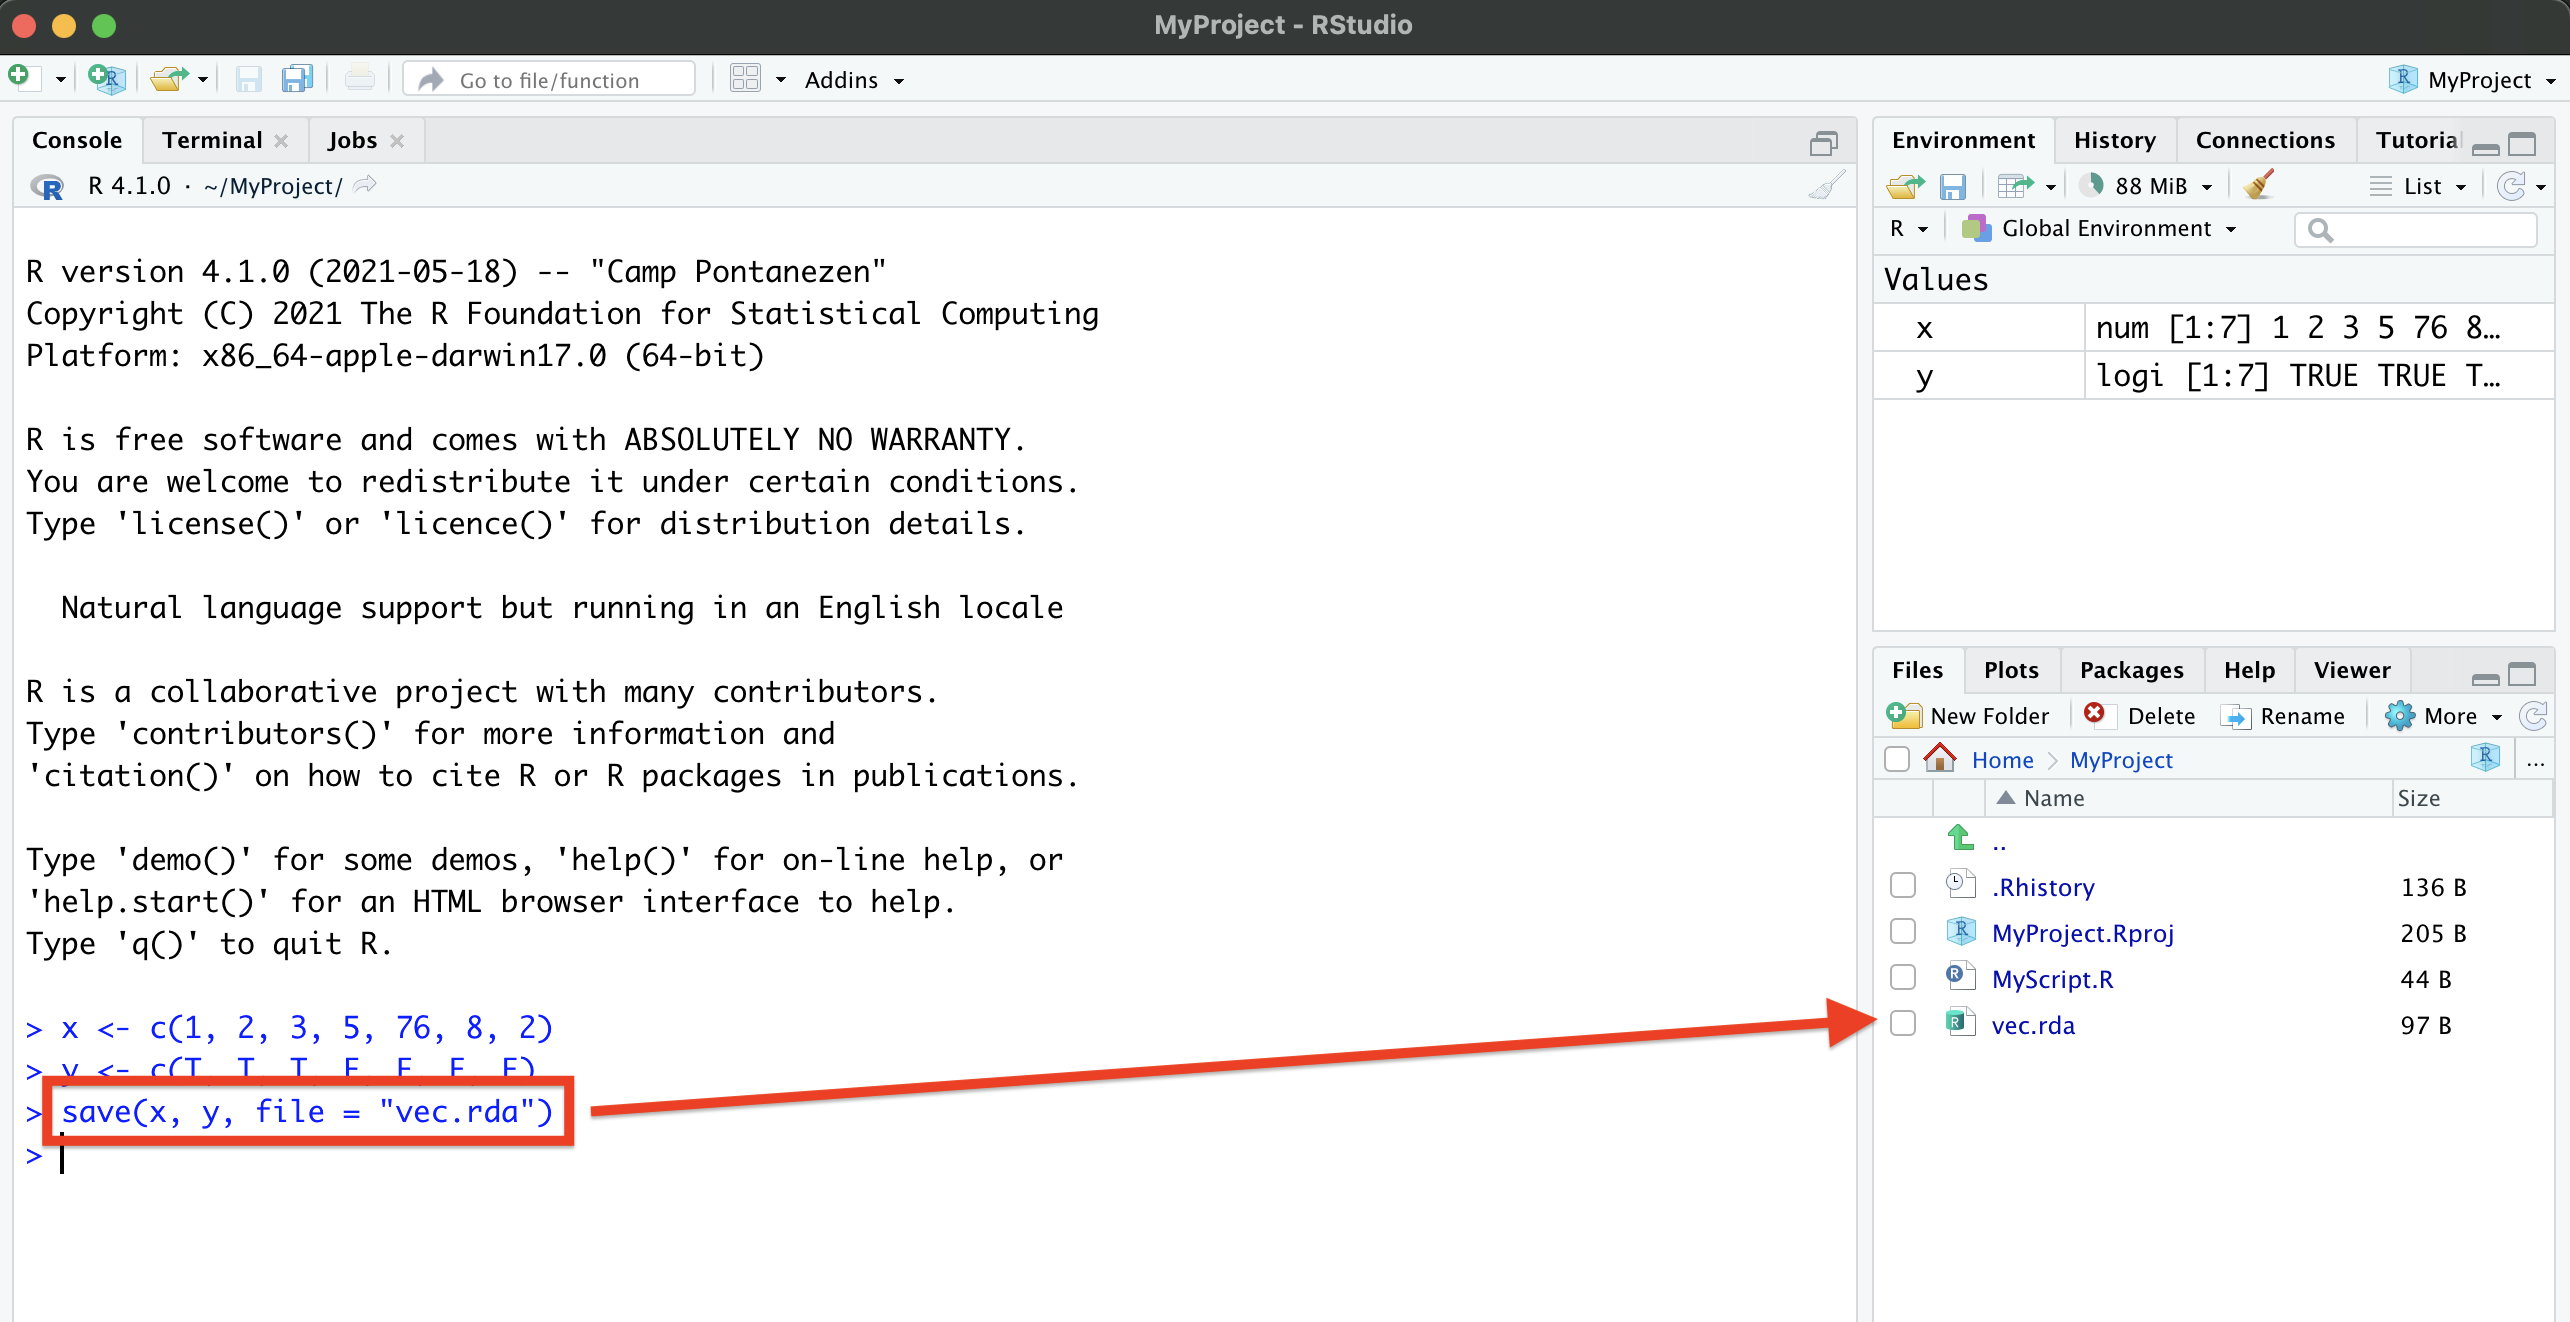 MyProject - RStudio
Go to file/function
Addins
MyProject
Console Terminal Jobs
R 4.1.0 · ~/MyProject/
R version 4.1.0 (2021-05-18) -- "Camp Pontanezen"
Copyright (C) 2021 The R Foundation for Statistical Computing
Platform: x86_64-apple-darwin17.0 (64-bit)
R is free software and comes with ABSOLUTELY NO WARRANTY.
You are welcome to redistribute it under certain conditions.
Type 'license()' or 'licence()' for distribution details.
Natural language support but running in an English locale
R is a collaborative project with many contributors.
Type 'contributors()' for more information and
'citation()' on how to cite R or R packages in publications.
Type 'demo()' for some demos, 'help()' for on-line help, or
'help.start()' for an HTML browser interface to help.
Type 'q()' to quit R.
> x <- c(1, 2, 3, 5, 76, 8, 2)
> y <- c(T, T, T, F, F, F, F)
> save(x, y, file = "vec.rda")
>
Environment History Connections Tutorial
88 MiB List
R Global Environment
Values
x num [1:7] 1 2 3 5 76 8…
y logi [1:7] TRUE TRUE T…
Files Plots Packages Help Viewer
New Folder Delete Rename More
Home MyProject ...
Name Size
..
.Rhistory 136 B
MyProject.Rproj 205 B
MyScript.R 44 B
vec.rda 97 B